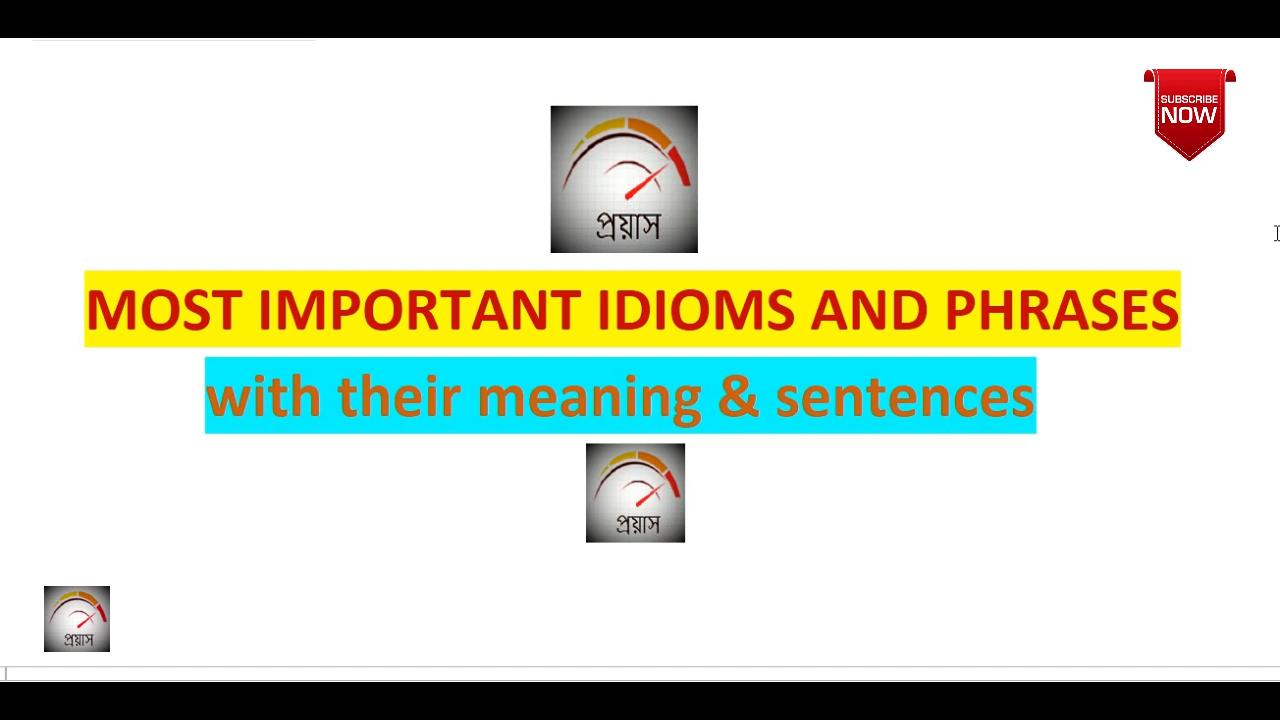 SUBSCRIBE
NOW
প্রয়াস
MOST IMPORTANT IDIOMS AND PHRASES
with their meaning & sentences
প্রয়াস
প্রয়াস